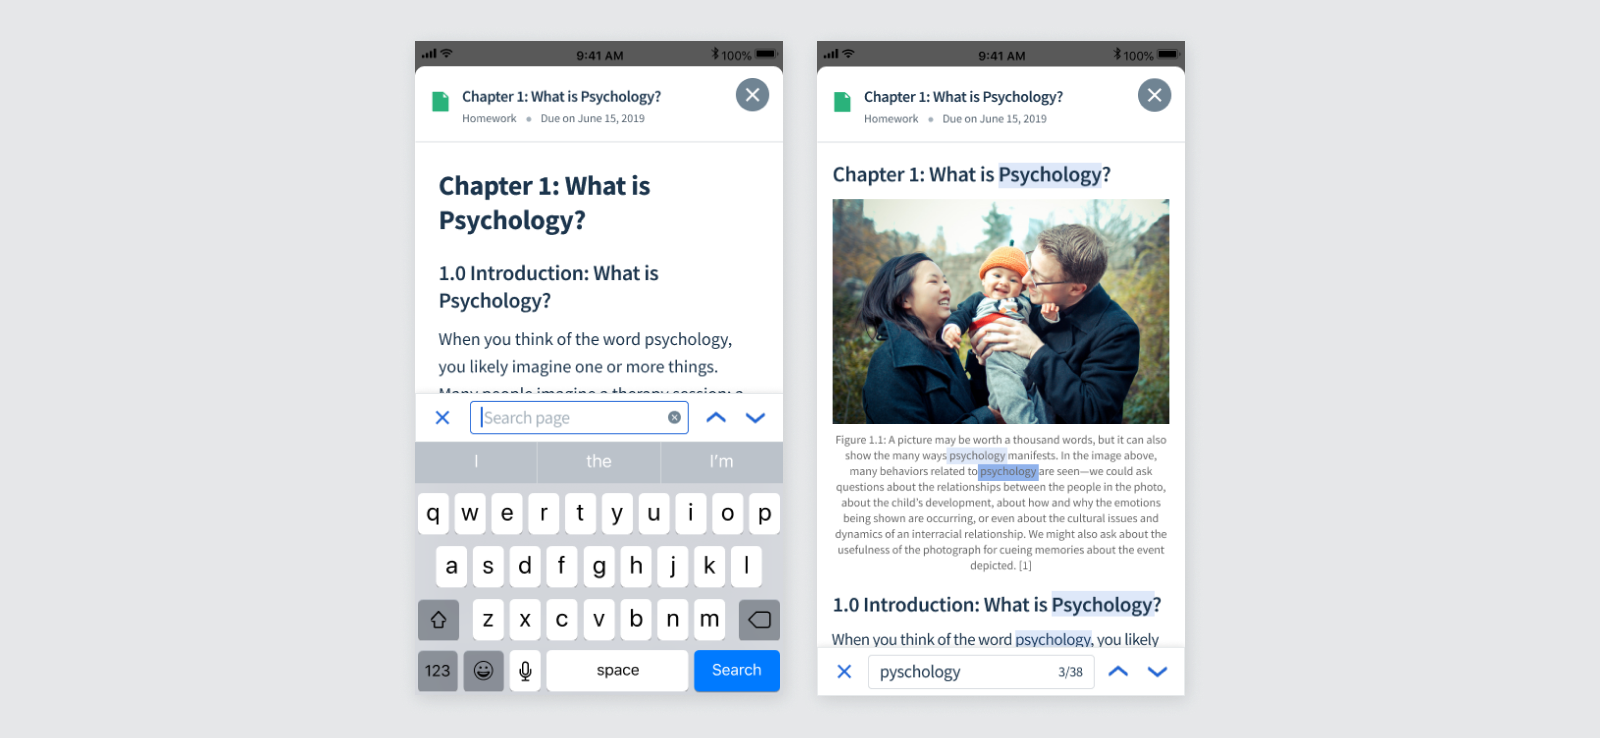 9:41 AM
100%
Chapter 1: What is Psychology?
Homework • Due on June 15, 2019
Chapter 1: What is
Psychology?
1.0 Introduction: What is
Psychology?
When you think of the word psychology,
you likely imagine one or more things.
Many people imagine a therapy session: a
Search page
I the I'm
q w e r t y u i o p
a s d f g h j k l
z x c v b n m
123 space Search
9:41 AM
100%
Chapter 1: What is Psychology?
Homework • Due on June 15, 2019
Chapter 1: What is Psychology?
Figure 1.1: A picture may be worth a thousand words, but it can also
show the many ways psychology manifests. In the image above,
many behaviors related to psychology are seen—we could ask
questions about the relationships between the people in the photo,
about the child's development, about how and why the emotions
being shown are occurring, or even about the cultural issues and
dynamics of an interracial relationship. We might also ask about the
usefulness of the photograph for cueing memories about the event
depicted. [1]
1.0 Introduction: What is Psychology?
When you think of the word psychology, you likely
pyschology 3/38